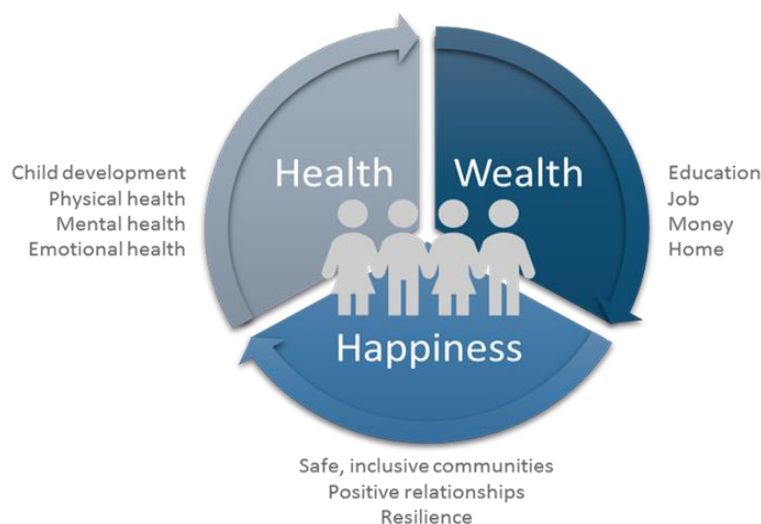 Health
Wealth
Happiness
Child development
Physical health
Mental health
Emotional health
Education
Job
Money
Home
Safe, inclusive communities
Positive relationships
Resilience